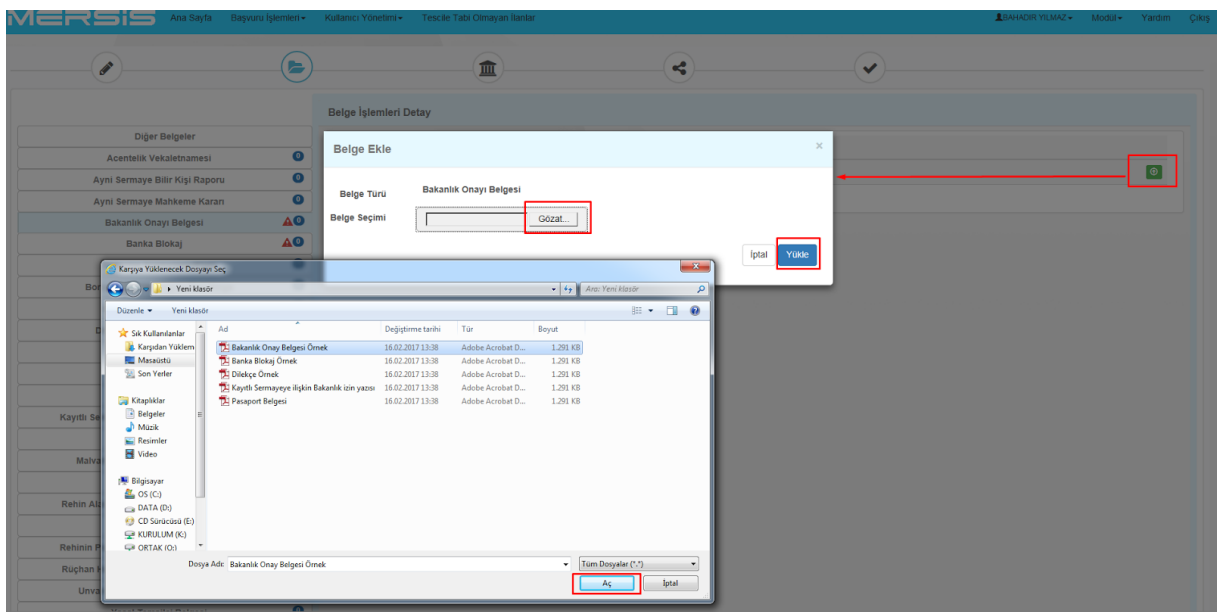 MERSIS Ana Sayfa Başvuru İşlemleri Kullanıcı Yönetimi Tescile Tabi Olmayan İlanlar BAHADIR YILMAZ Modül Yardım Çıkış
Belge İşlemleri Detay
Diğer Belgeler
Acentelik Vekaletnamesi 0
Ayni Sermaye Bilir Kişi Raporu 0
Ayni Sermaye Mahkeme Kararı 0
Bakanlık Onayı Belgesi 0
Banka Blokaj 0
Bor
Kayıtlı Se
Malva
Rehin Al
Rehinin P
Rüçhan
Unva
Belge Ekle ×
Belge Türü Bakanlık Onayı Belgesi
Belge Seçimi Gözat...
İptal Yükle
Karşıya Yüklenecek Dosyayı Seç
Yeni klasör Ara: Yeni klasör
Düzenle Yeni klasör
Sık Kullanılanlar
Karşıdan Yüklem
Masaüstü
Son Yerler
Kitaplıklar
Belgeler
Müzik
Resimler
Video
Bilgisayar
OS (C:)
DATA (D:)
CD Sürücüsü (E:)
KURULUM (K:)
ORTAK (O:)
Ad Değiştirme tarihi Tür Boyut
Bakanlık Onay Belgesi Örnek 16.02.2017 13:38 Adobe Acrobat D... 1.291 KB
Banka Blokaj Örnek 16.02.2017 13:38 Adobe Acrobat D... 1.291 KB
Dilekçe Örnek 16.02.2017 13:38 Adobe Acrobat D... 1.291 KB
Kayıtlı Sermayeye ilişkin Bakanlık izin yazısı 16.02.2017 13:38 Adobe Acrobat D... 1.291 KB
Pasaport Belgesi 16.02.2017 13:38 Adobe Acrobat D... 1.291 KB
Dosya Adı: Bakanlık Onay Belgesi Örnek Tüm Dosyalar (*.*)
Aç İptal